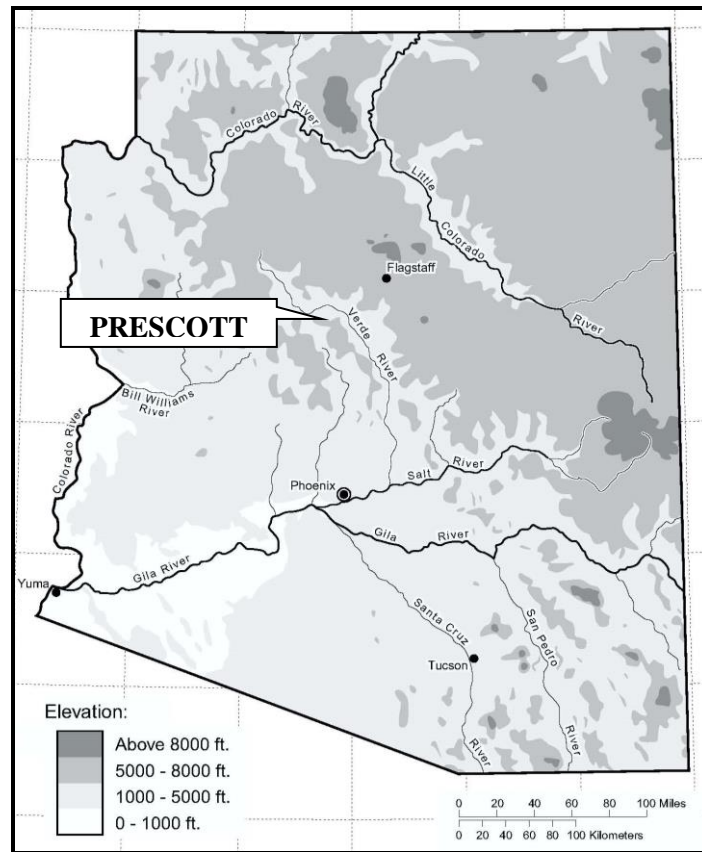 Colorado
River
Little
Colorado
River
Flagstaff
PRESCOTT
Verde
River
Bill Williams
River
Colorado River
Phoenix
Salt
River
Gila
River
Gila River
Yuma
Santa Cruz
River
San Pedro
River
Tucson
Elevation:
Above 8000 ft.
5000 - 8000 ft.
1000 - 5000 ft.
0 - 1000 ft.
0 20 40 60 80 100 Miles
0 20 40 60 80 100 Kilometers